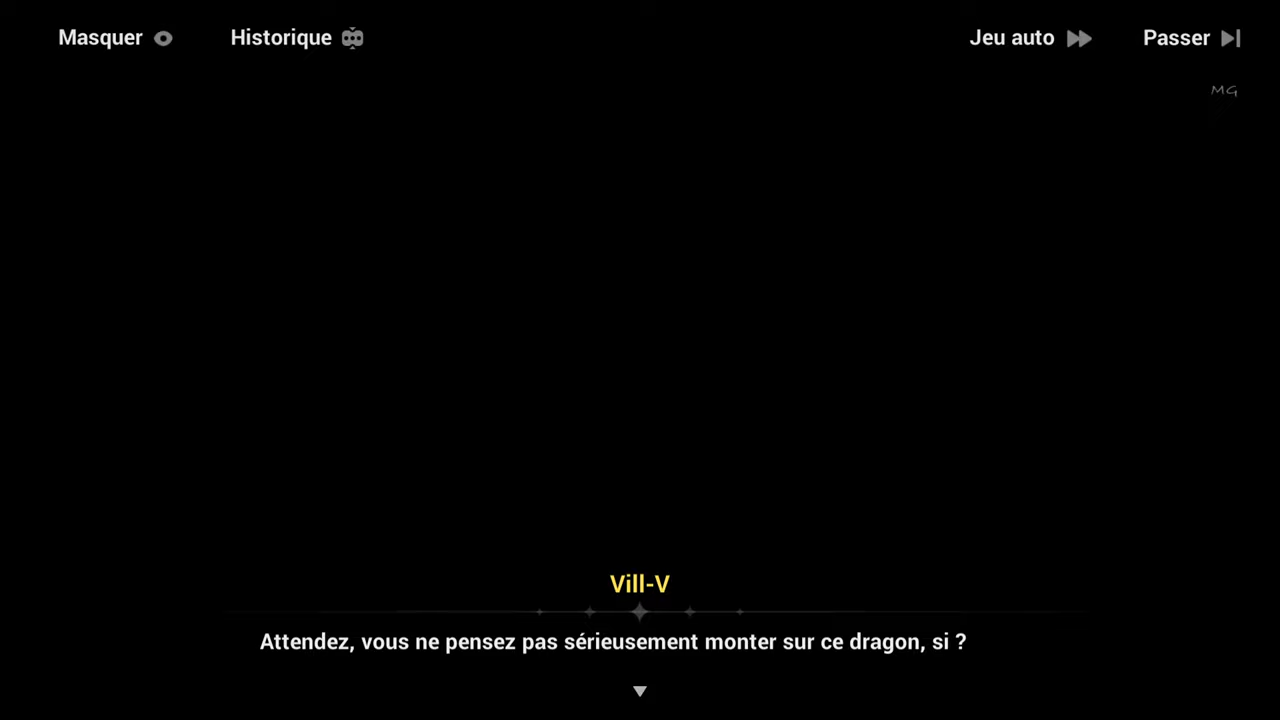 Masquer
Historique
Jeu auto
Passer
MG
Vill-V
Attendez, vous ne pensez pas sérieusement monter sur ce dragon, si ?